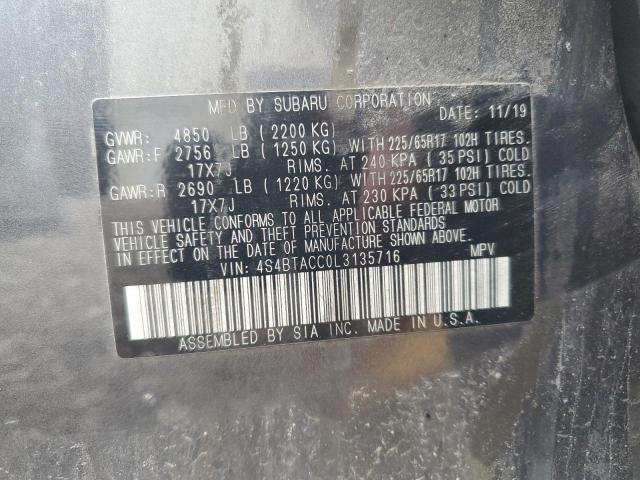 MFD BY SUBARU CORPORATION DATE: 11/19
GVWR: 4850 LB (2200 KG)
GAWR:F 2756 LB (1250 KG) WITH 225/65R17 102H TIRES.
17X7J RIMS. AT 240 KPA (35 PSI) COLD
GAWR:R 2690 LB (1220 KG) WITH 225/65R17 102H TIRES.
17X7J RIMS. AT 230 KPA (33 PSI) COLD
THIS VEHICLE CONFORMS TO ALL APPLICABLE FEDERAL MOTOR
VEHICLE SAFETY AND THEFT PREVENTION STANDARDS
IN EFFECT ON THE DATE OF MANUFACTURE SHOWN ABOVE.
VIN: 4S4BTACC0L3135716 MPV
ASSEMBLED BY SIA INC. MADE IN U.S.A.